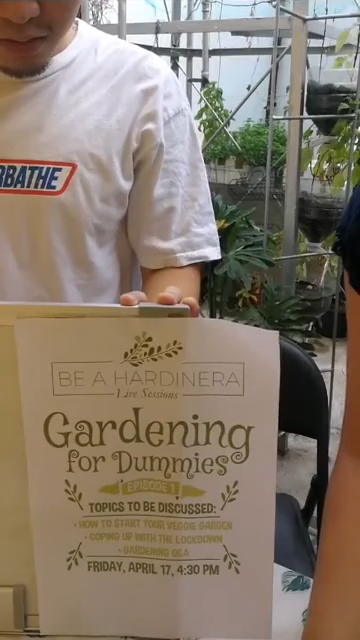 RBATHE
BE A HARDINERA
Live Sessions
Gardening
for Dummies
EPISODE 1
TOPICS TO BE DISCUSSED:
• HOW TO START YOUR VEGGIE GARDEN
• COPING UP WITH THE LOCKDOWN
• GARDENING Q&A
FRIDAY, APRIL 17, 4:30 PM